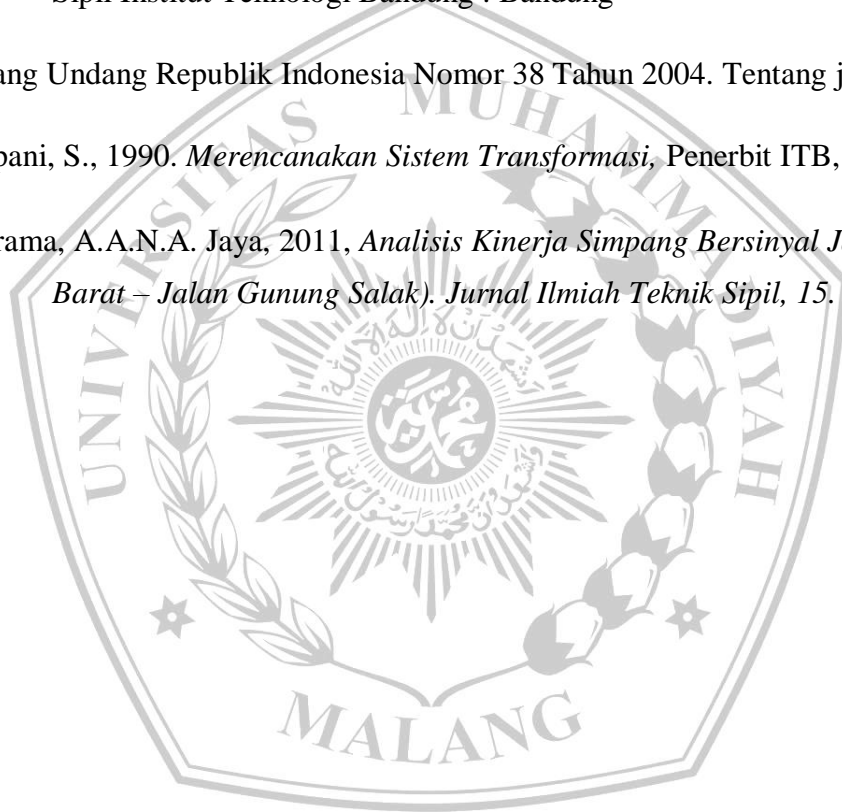 Sipil Institut Teknologi Bandung : Bandung
ang Undang Republik Indonesia Nomor 38 Tahun 2004. Tentang j
bani, S., 1990. Merencanakan Sistem Transformasi, Penerbit ITB,
rama, A.A.N.A. Jaya, 2011, Analisis Kinerja Simpang Bersinyal J
Barat – Jalan Gunung Salak). Jurnal Ilmiah Teknik Sipil, 15.
UNIVERSITAS MUHAMMADIYAH
MALANG